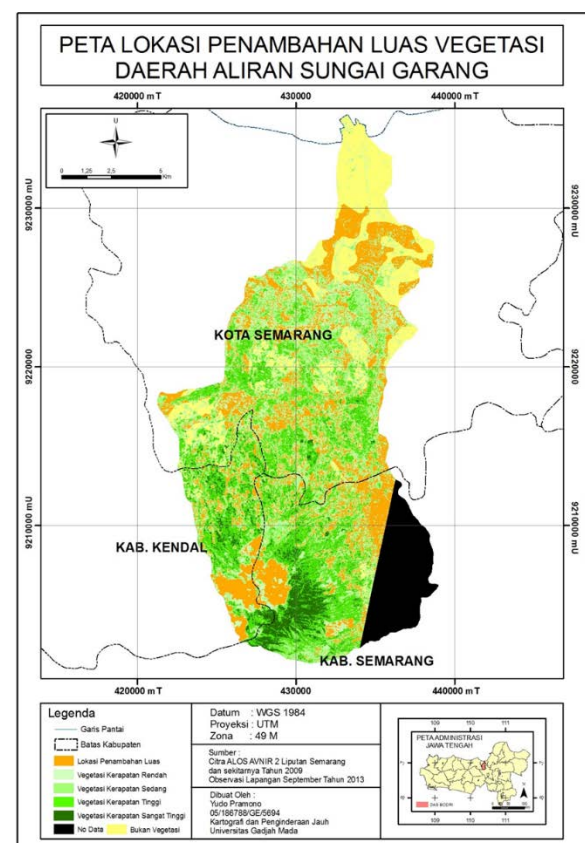 PETA LOKASI PENAMBAHAN LUAS VEGETASI
DAERAH ALIRAN SUNGAI GARANG
420000 mT
430000 mT
440000 mT
U
0 1,25 2,5 5
Km
9230000 mU
9230000 mU
KOTA SEMARANG
9220000 mU
9220000 mU
9210000 mU
9210000 mU
KAB. KENDAL
KAB. SEMARANG
420000 mT
430000 mT
440000 mT
Legenda
Garis Pantai
Batas Kabupaten
Lokasi Penambahan Luas
Vegetasi Kerapatan Rendah
Vegetasi Kerapatan Sedang
Vegetasi Kerapatan Tinggi
Vegetasi Kerapatan Sangat Tinggi
No Data
Bukan Vegetasi
Datum : WGS 1984
Proyeksi : UTM
Zona : 49 M
Sumber :
Citra ALOS AVNIR 2 Liputan Semarang
dan sekitarnya Tahun 2009
Observasi Lapangan September Tahun 2013
Dibuat Oleh :
Yudo Pramono
05/186788/GE/5694
Kartografi dan Penginderaan Jauh
Universitas Gadjah Mada
109 110 111
PETA ADMINISTRASI
JAWA TENGAH
DAS BODRI
109 110 111